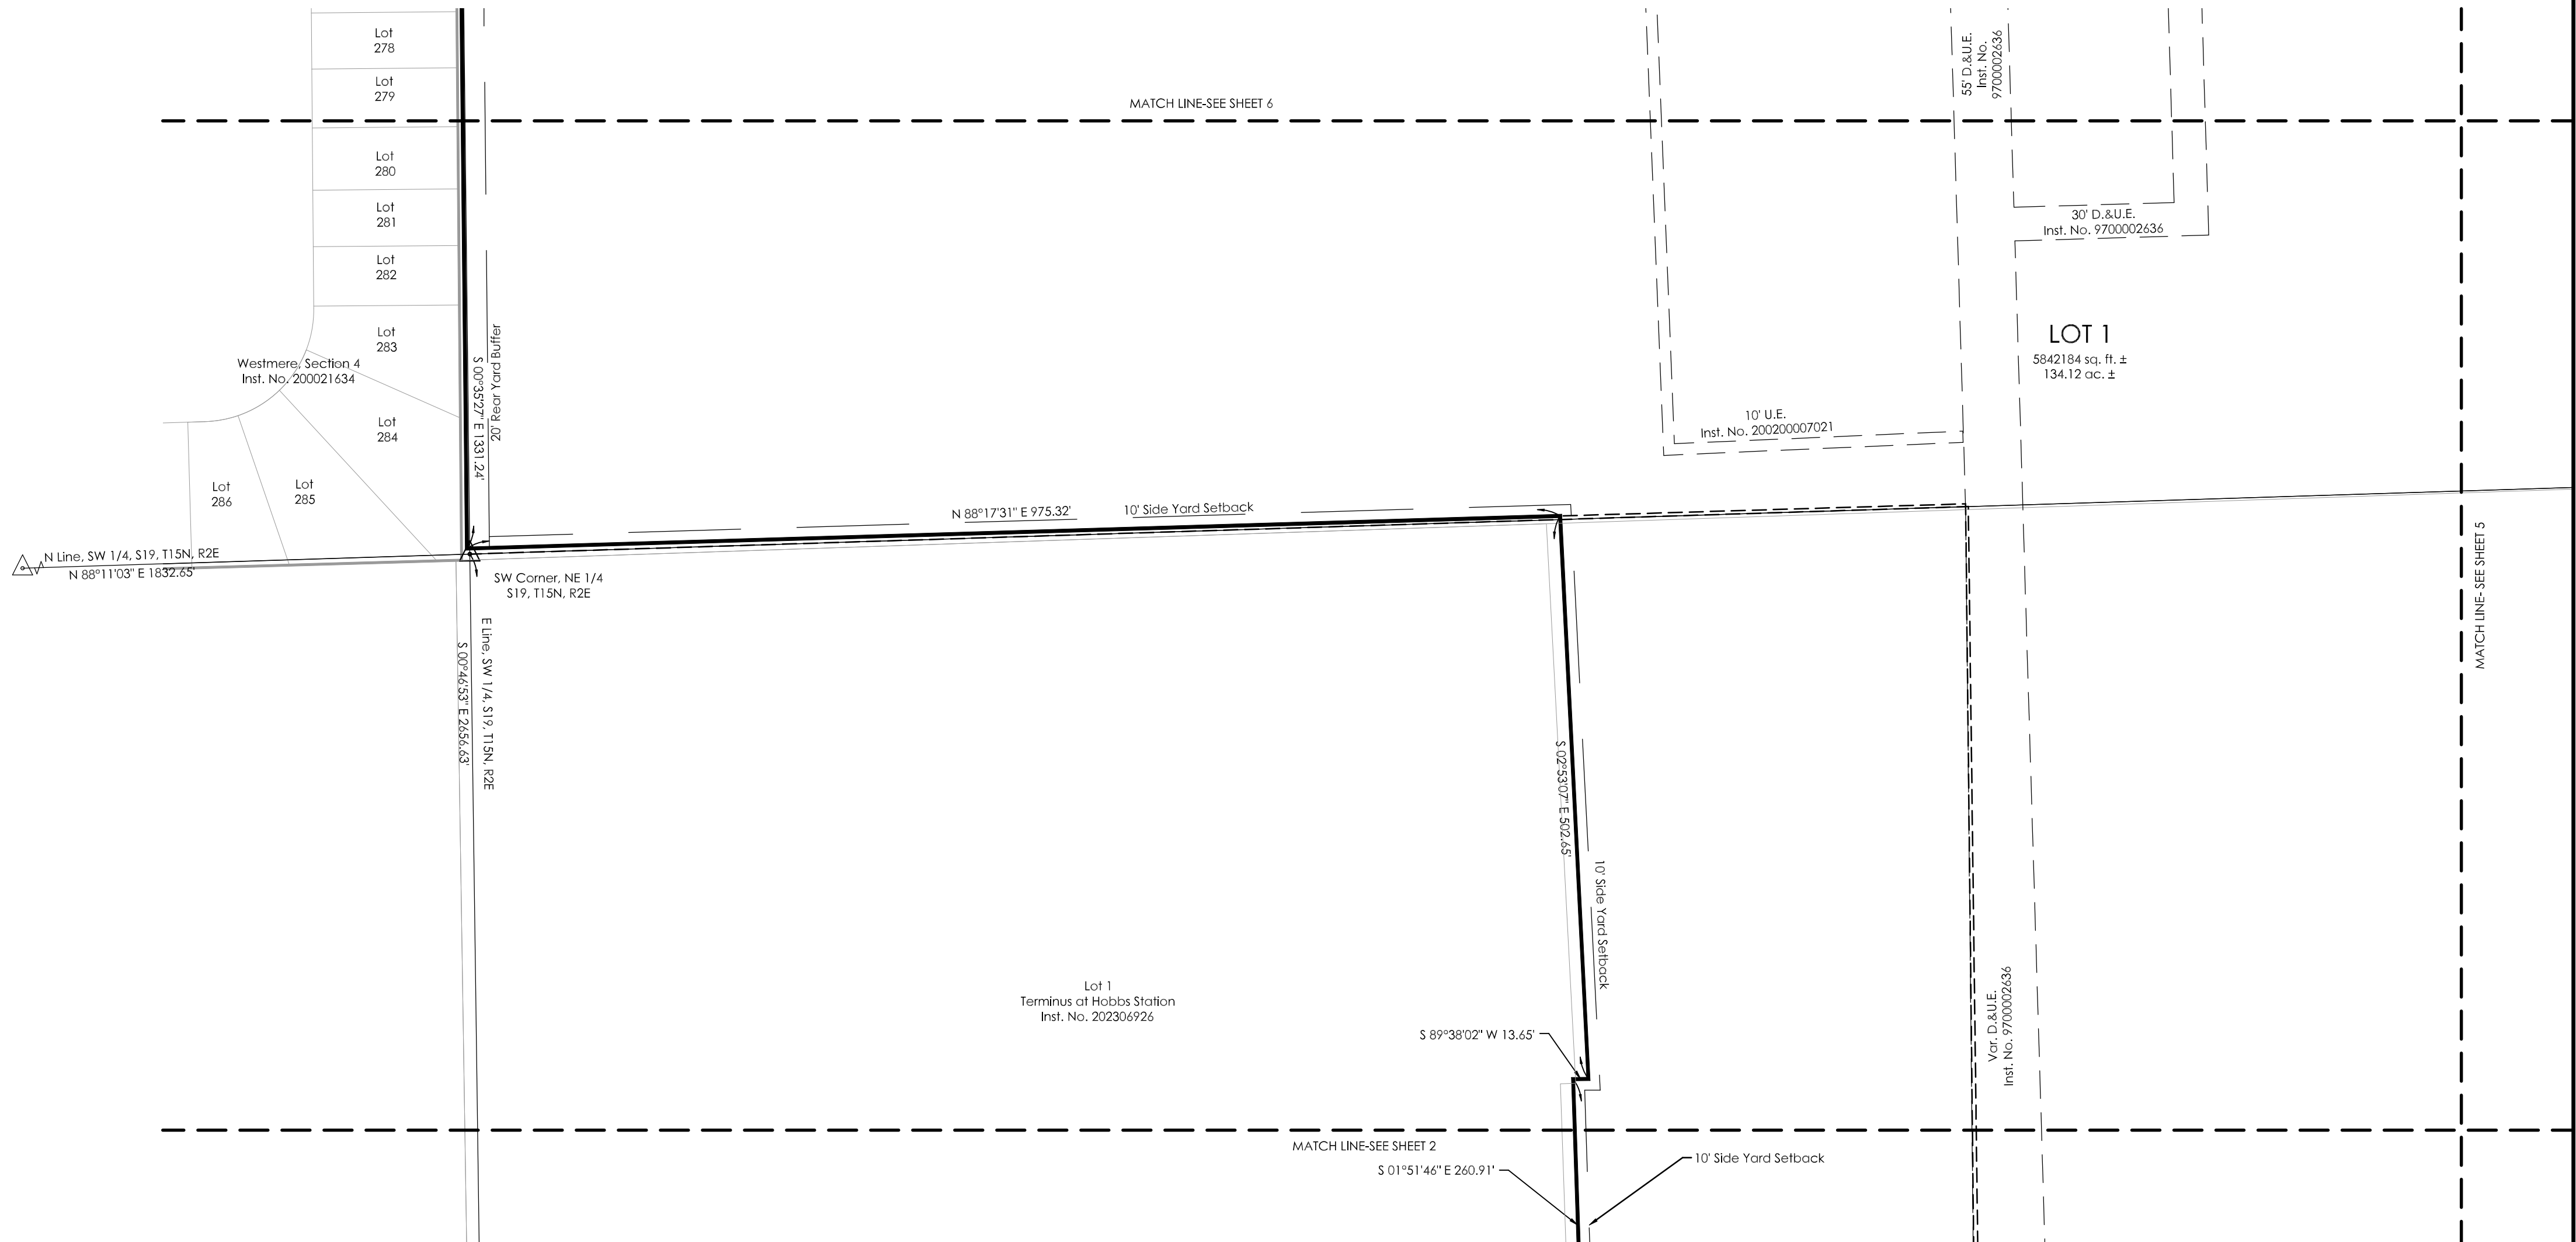 Lot
278
Lot
279
55' D.&U.E.
Inst. No.
9700002636
MATCH LINE-SEE SHEET 6
Lot
280
Lot
281
Lot
282
30' D.&U.E.
Inst. No. 9700002636
Lot
283
Westmere, Section 4
Inst. No. 200021634
S 00°35'27" E 1331.24'
20' Rear Yard Buffer
LOT 1
5842184 sq. ft. ±
134.12 ac. ±
Lot
284
10' U.E.
Inst. No. 200200007021
Lot
286
Lot
285
N 88°17'31" E 975.32'
10' Side Yard Setback
N Line, SW 1/4, S19, T15N, R2E
N 88°11'03" E 1832.65'
SW Corner, NE 1/4
S19, T15N, R2E
MATCH LINE- SEE SHEET 5
E Line, SW 1/4, S19, T15N, R2E
S 00°46'53" E 2656.63'
S 02°53'07" E 502.65'
10' Side Yard Setback
Lot 1
Terminus at Hobbs Station
Inst. No. 202306926
Var. D.&U.E.
Inst. No. 9700002636
S 89°38'02" W 13.65'
MATCH LINE-SEE SHEET 2
S 01°51'46" E 260.91'
10' Side Yard Setback